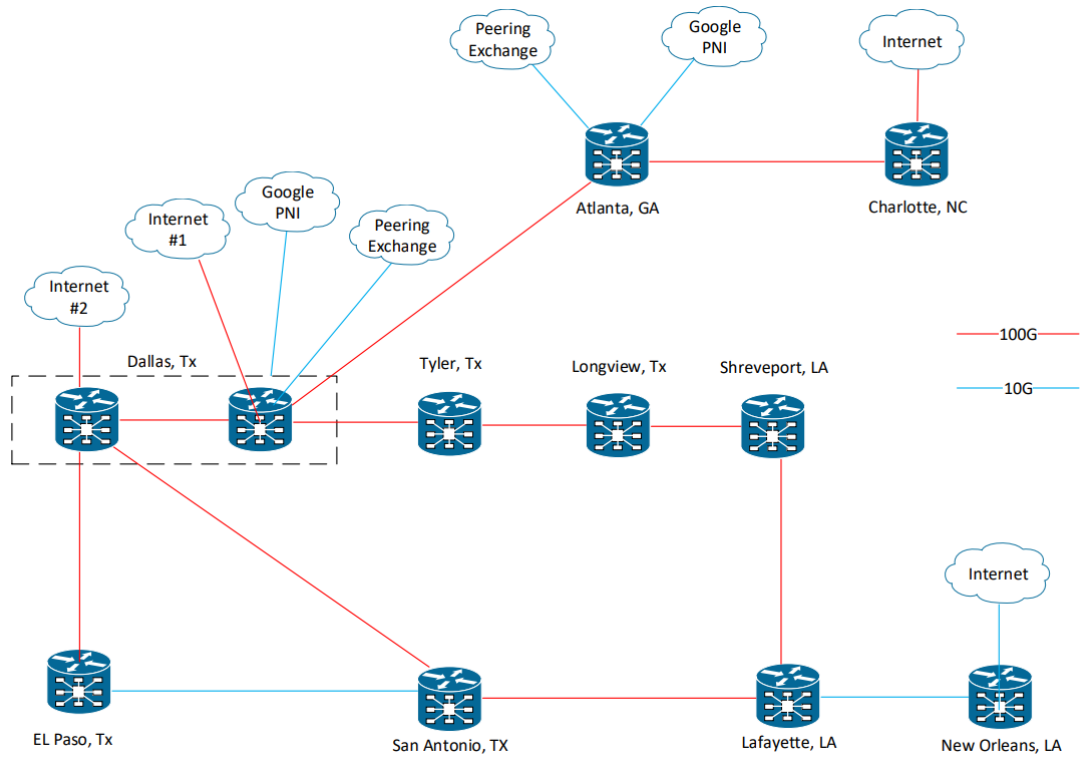 Peering
Exchange
Google
PNI
Internet
Atlanta, GA
Charlotte, NC
Google
PNI
Internet
#1
Peering
Exchange
Internet
#2
100G
Dallas, Tx
Tyler, Tx
Longview, Tx
Shreveport, LA
10G
Internet
EL Paso, Tx
San Antonio, TX
Lafayette, LA
New Orleans, LA